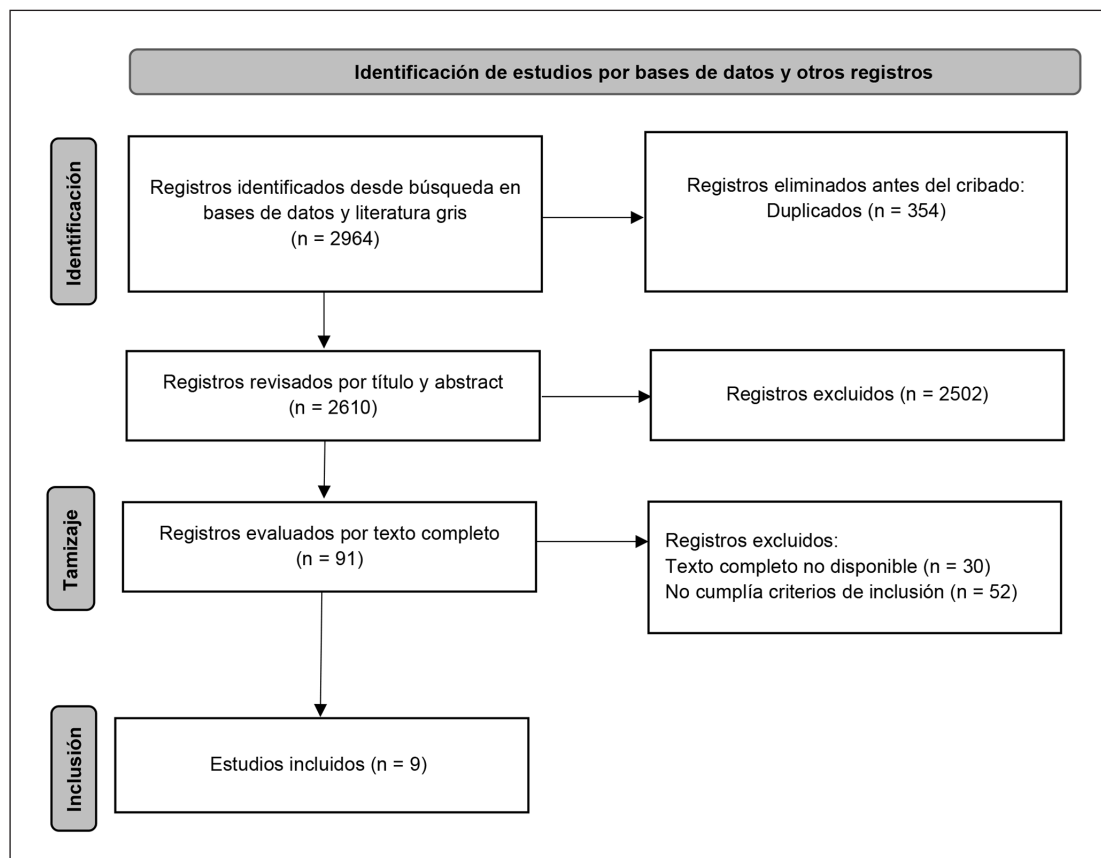 Identificación de estudios por bases de datos y otros registros
Identificación
Registros identificados desde búsqueda en
bases de datos y literatura gris
(n = 2964)
Registros eliminados antes del cribado:
Duplicados (n = 354)
Registros revisados por título y abstract
(n = 2610)
Registros excluidos (n = 2502)
Tamizaje
Registros evaluados por texto completo
(n = 91)
Registros excluidos:
Texto completo no disponible (n = 30)
No cumplía criterios de inclusión (n = 52)
Inclusión
Estudios incluidos (n = 9)